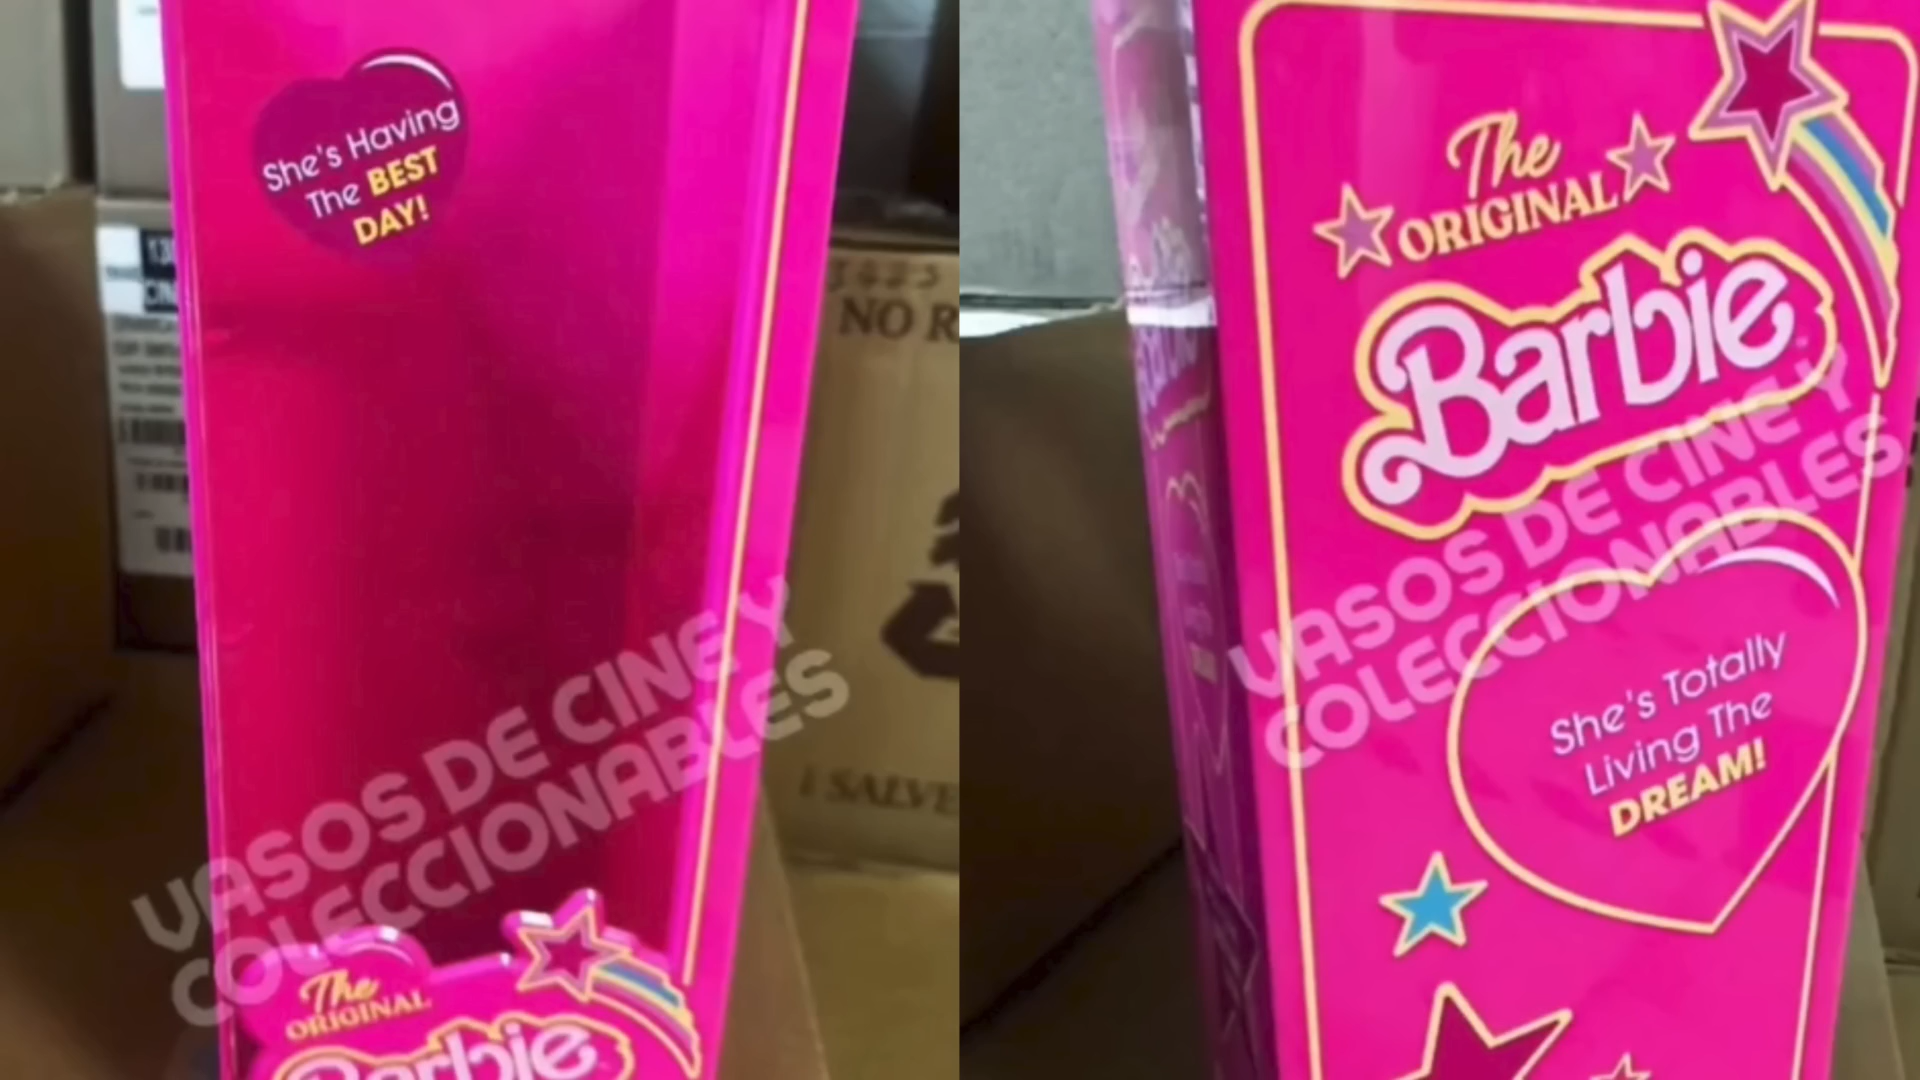 She's Having
The BEST
DAY!
NO R
I SALVE
VASOS DE CINE Y
COLECCIONABLES
The
ORIGINAL
Barbie
The
ORIGINAL
Barbie
VASOS DE CINE Y
COLECCIONABLES
She's Totally
Living The
DREAM!